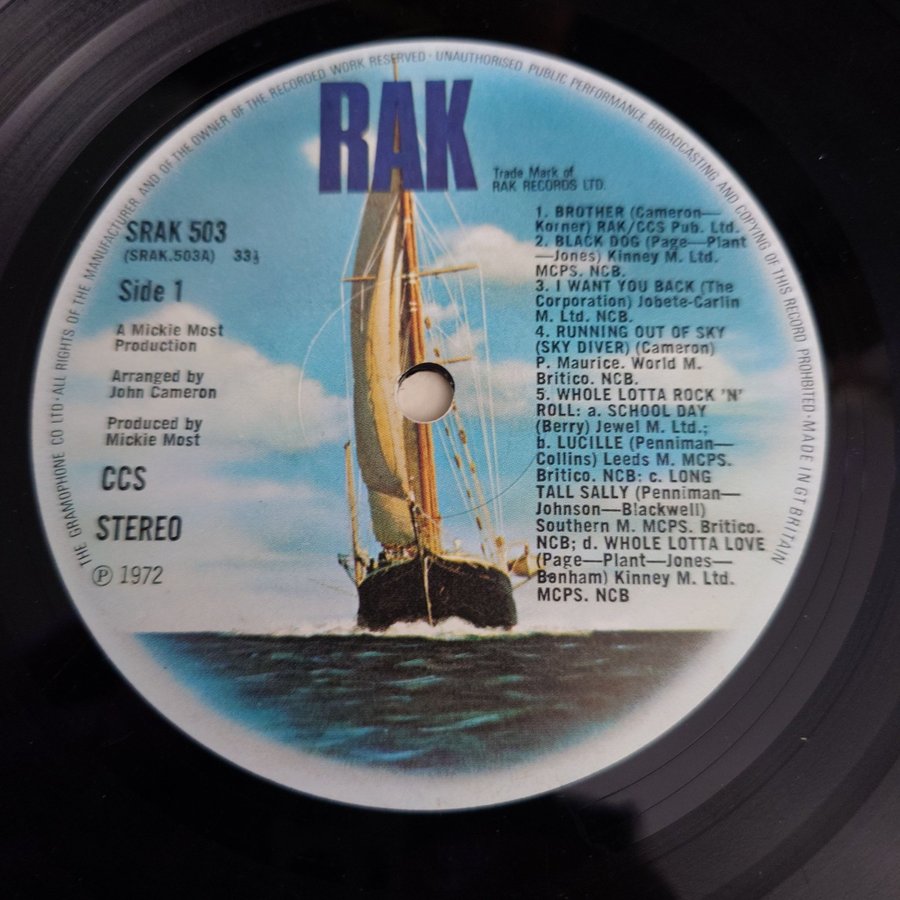 THE GRAMOPHONE CO LTD·ALL RIGHTS OF THE MANUFACTURER AND OF THE OWNER OF THE RECORDED WORK RESERVED·UNAUTHORISED PUBLIC PERFORMANCE BROADCASTING AND COPYING OF THIS RECORD PROHIBITED·MADE IN GT BRITAIN
RAK
Trade Mark of
RAK RECORDS LTD.
SRAK 503
(SRAK.503A) 33⅓
Side 1
A Mickie Most
Production
Arranged by
John Cameron
Produced by
Mickie Most
CCS
STEREO
Ⓟ 1972
1. BROTHER (Cameron—
Korner) RAK/CCS Pub. Ltd.
2. BLACK DOG (Page—Plant
—Jones) Kinney M. Ltd.
MCPS. NCB.
3. I WANT YOU BACK (The
Corporation) Jobete-Carlin
M. Ltd. NCB.
4. RUNNING OUT OF SKY
(SKY DIVER) (Cameron)
P. Maurice. World M.
Britico. NCB.
5. WHOLE LOTTA ROCK 'N'
ROLL: a. SCHOOL DAY
(Berry) Jewel M. Ltd.;
b. LUCILLE (Penniman—
Collins) Leeds M. MCPS.
Britico. NCB: c. LONG
TALL SALLY (Penniman—
Johnson—Blackwell)
Southern M. MCPS. Britico.
NCB; d. WHOLE LOTTA LOVE
(Page—Plant—Jones—
Bonham) Kinney M. Ltd.
MCPS. NCB